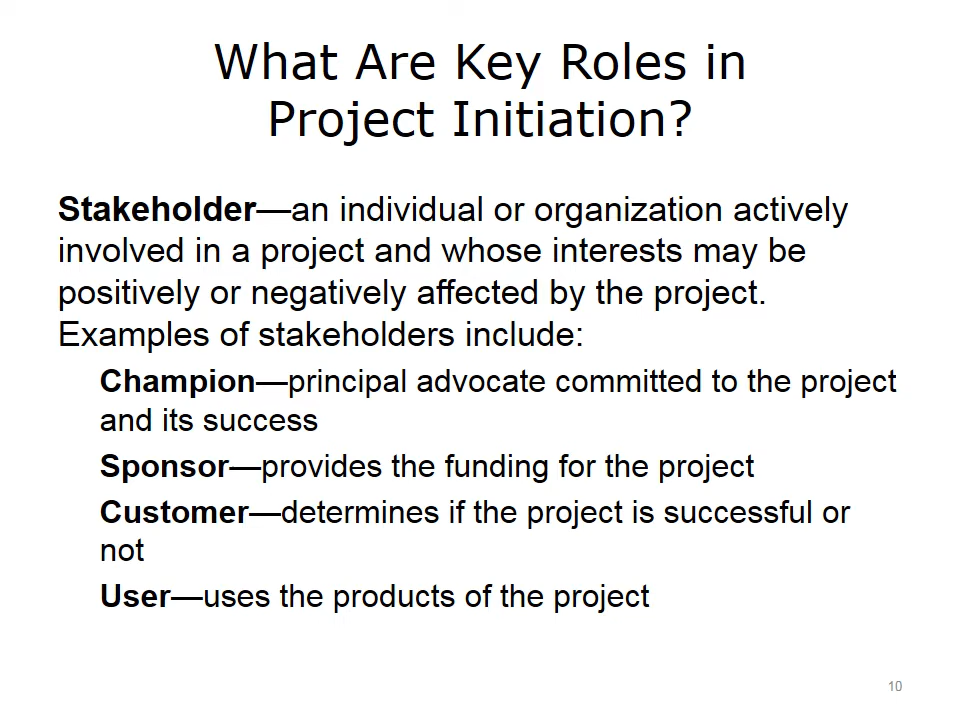 What Are Key Roles in
Project Initiation?
Stakeholder—an individual or organization actively
involved in a project and whose interests may be
positively or negatively affected by the project.
Examples of stakeholders include:
Champion—principal advocate committed to the project
and its success
Sponsor—provides the funding for the project
Customer—determines if the project is successful or
not
User—uses the products of the project
10